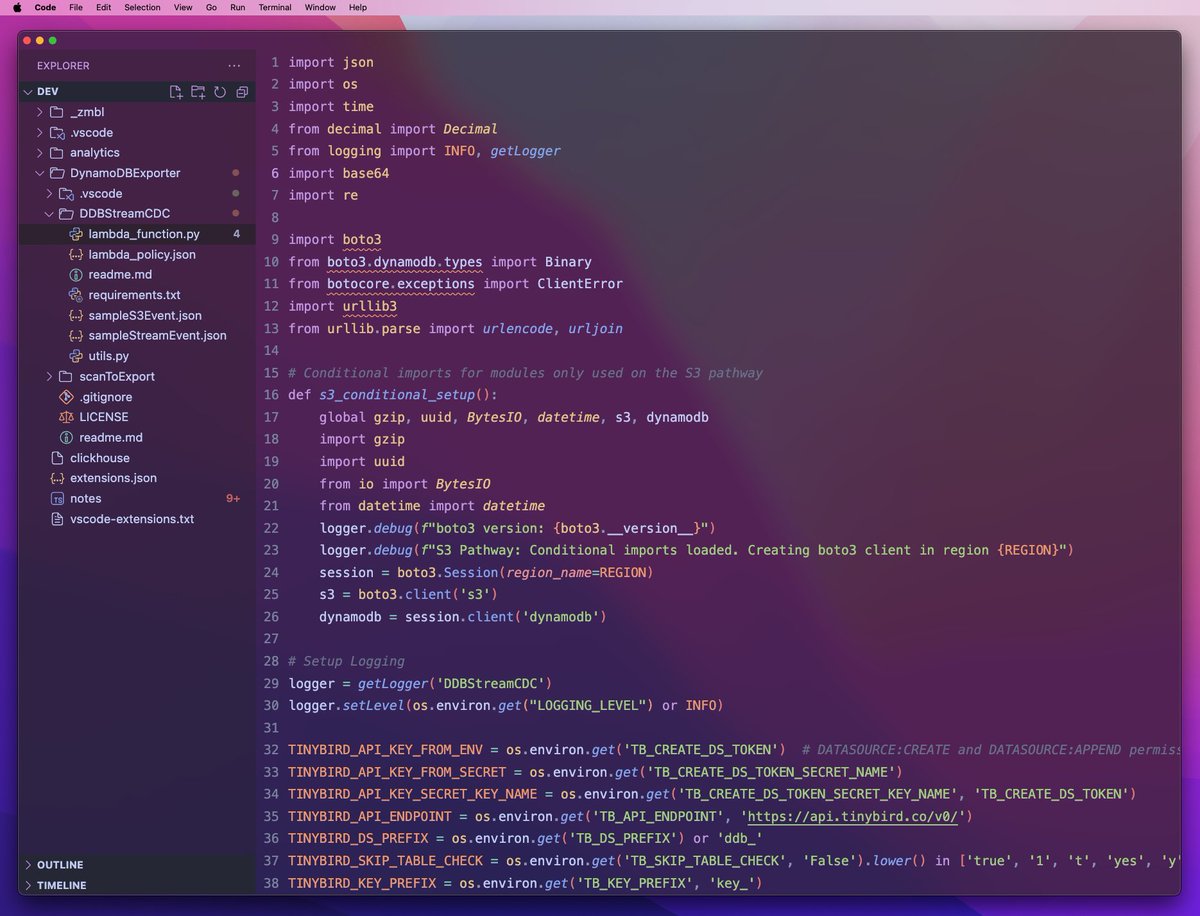 Code File Edit Selection View Go Run Terminal Window Help
EXPLORER
DEV
_zmbl
.vscode
analytics
DynamoDBExporter
.vscode
DDBStreamCDC
lambda_function.py 4
lambda_policy.json
readme.md
requirements.txt
sampleS3Event.json
sampleStreamEvent.json
utils.py
scanToExport
.gitignore
LICENSE
readme.md
clickhouse
extensions.json
notes 9+
vscode-extensions.txt
OUTLINE
TIMELINE
1 import json
2 import os
3 import time
4 from decimal import Decimal
5 from logging import INFO, getLogger
6 import base64
7 import re
8
9 import boto3
10 from boto3.dynamodb.types import Binary
11 from botocore.exceptions import ClientError
12 import urllib3
13 from urllib.parse import urlencode, urljoin
14
15 # Conditional imports for modules only used on the S3 pathway
16 def s3_conditional_setup():
17     global gzip, uuid, BytesIO, datetime, s3, dynamodb
18     import gzip
19     import uuid
20     from io import BytesIO
21     from datetime import datetime
22     logger.debug(f"boto3 version: {boto3.__version__}")
23     logger.debug(f"S3 Pathway: Conditional imports loaded. Creating boto3 client in region {REGION}")
24     session = boto3.Session(region_name=REGION)
25     s3 = boto3.client('s3')
26     dynamodb = session.client('dynamodb')
27
28 # Setup Logging
29 logger = getLogger('DDBStreamCDC')
30 logger.setLevel(os.environ.get("LOGGING_LEVEL") or INFO)
31
32 TINYBIRD_API_KEY_FROM_ENV = os.environ.get('TB_CREATE_DS_TOKEN')  # DATASOURCE:CREATE and DATASOURCE:APPEND permiss
33 TINYBIRD_API_KEY_FROM_SECRET = os.environ.get('TB_CREATE_DS_TOKEN_SECRET_NAME')
34 TINYBIRD_API_KEY_SECRET_KEY_NAME = os.environ.get('TB_CREATE_DS_TOKEN_SECRET_KEY_NAME', 'TB_CREATE_DS_TOKEN')
35 TINYBIRD_API_ENDPOINT = os.environ.get('TB_API_ENDPOINT', 'https://api.tinybird.co/v0/')
36 TINYBIRD_DS_PREFIX = os.environ.get('TB_DS_PREFIX') or 'ddb_'
37 TINYBIRD_SKIP_TABLE_CHECK = os.environ.get('TB_SKIP_TABLE_CHECK', 'False').lower() in ['true', '1', 't', 'yes', 'y'
38 TINYBIRD_KEY_PREFIX = os.environ.get('TB_KEY_PREFIX', 'key_')